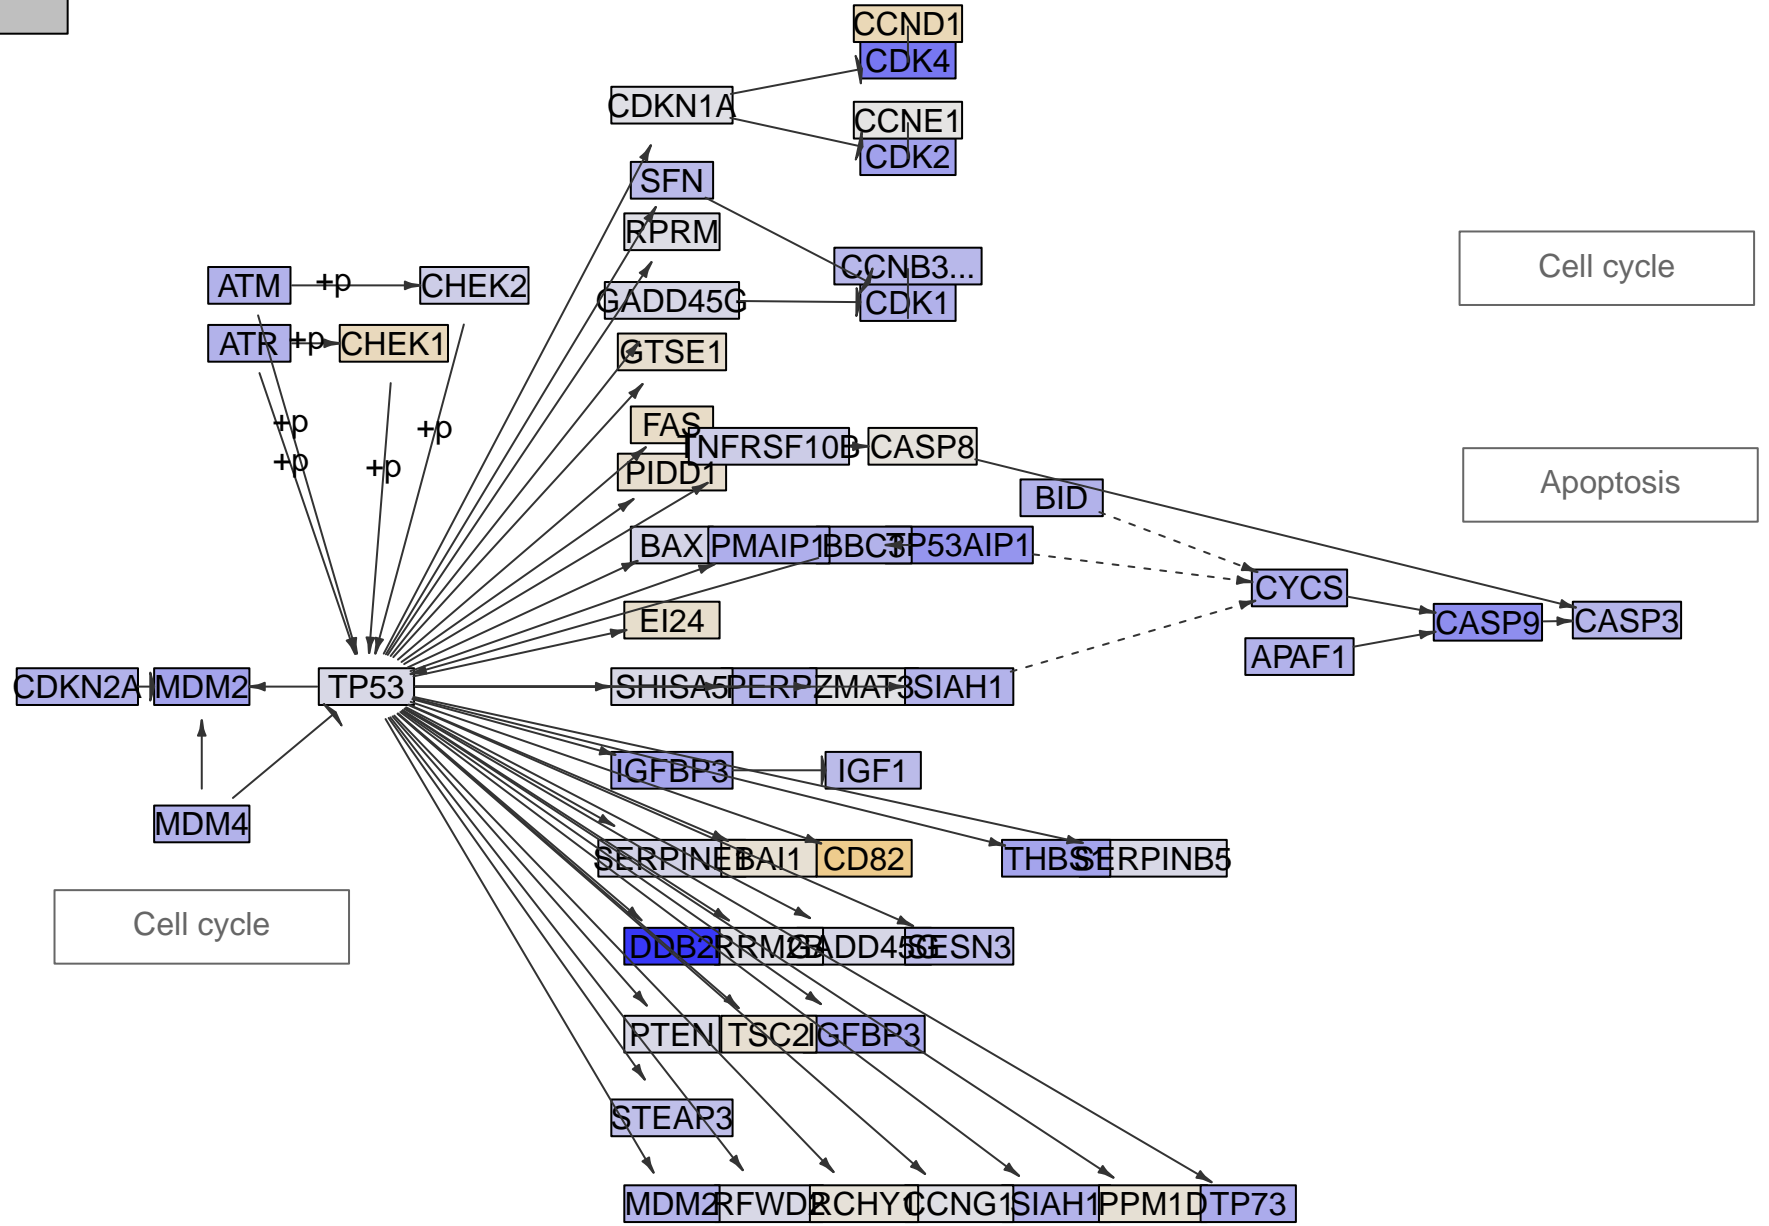 CCND1
CDK4
CDKN1A
CCNE1
CDK2
SFN
RPRM
CCNB3...
Cell cycle
ATM
+p
CHEK2
GADD45G
CDK1
ATR
+p
CHEK1
GTSE1
+p
+p
FAS
TNFRSF10B
CASP8
+p
+p
PIDD1
Apoptosis
BID
BAX
PMAIP1
BBC3
TP53AIP1
CYCS
EI24
CASP9
CASP3
APAF1
CDKN2A
MDM2
TP53
SHISA5
PERP
ZMAT3
SIAH1
IGFBP3
IGF1
MDM4
SERPINE1
BAI1
CD82
THBS1
SERPINB5
Cell cycle
DDB2
RRM2B
GADD45G
SESN3
PTEN
TSC2
IGFBP3
STEAP3
MDM2
RFWD2
RCHY1
CCNG1
SIAH1
PPM1D
TP73